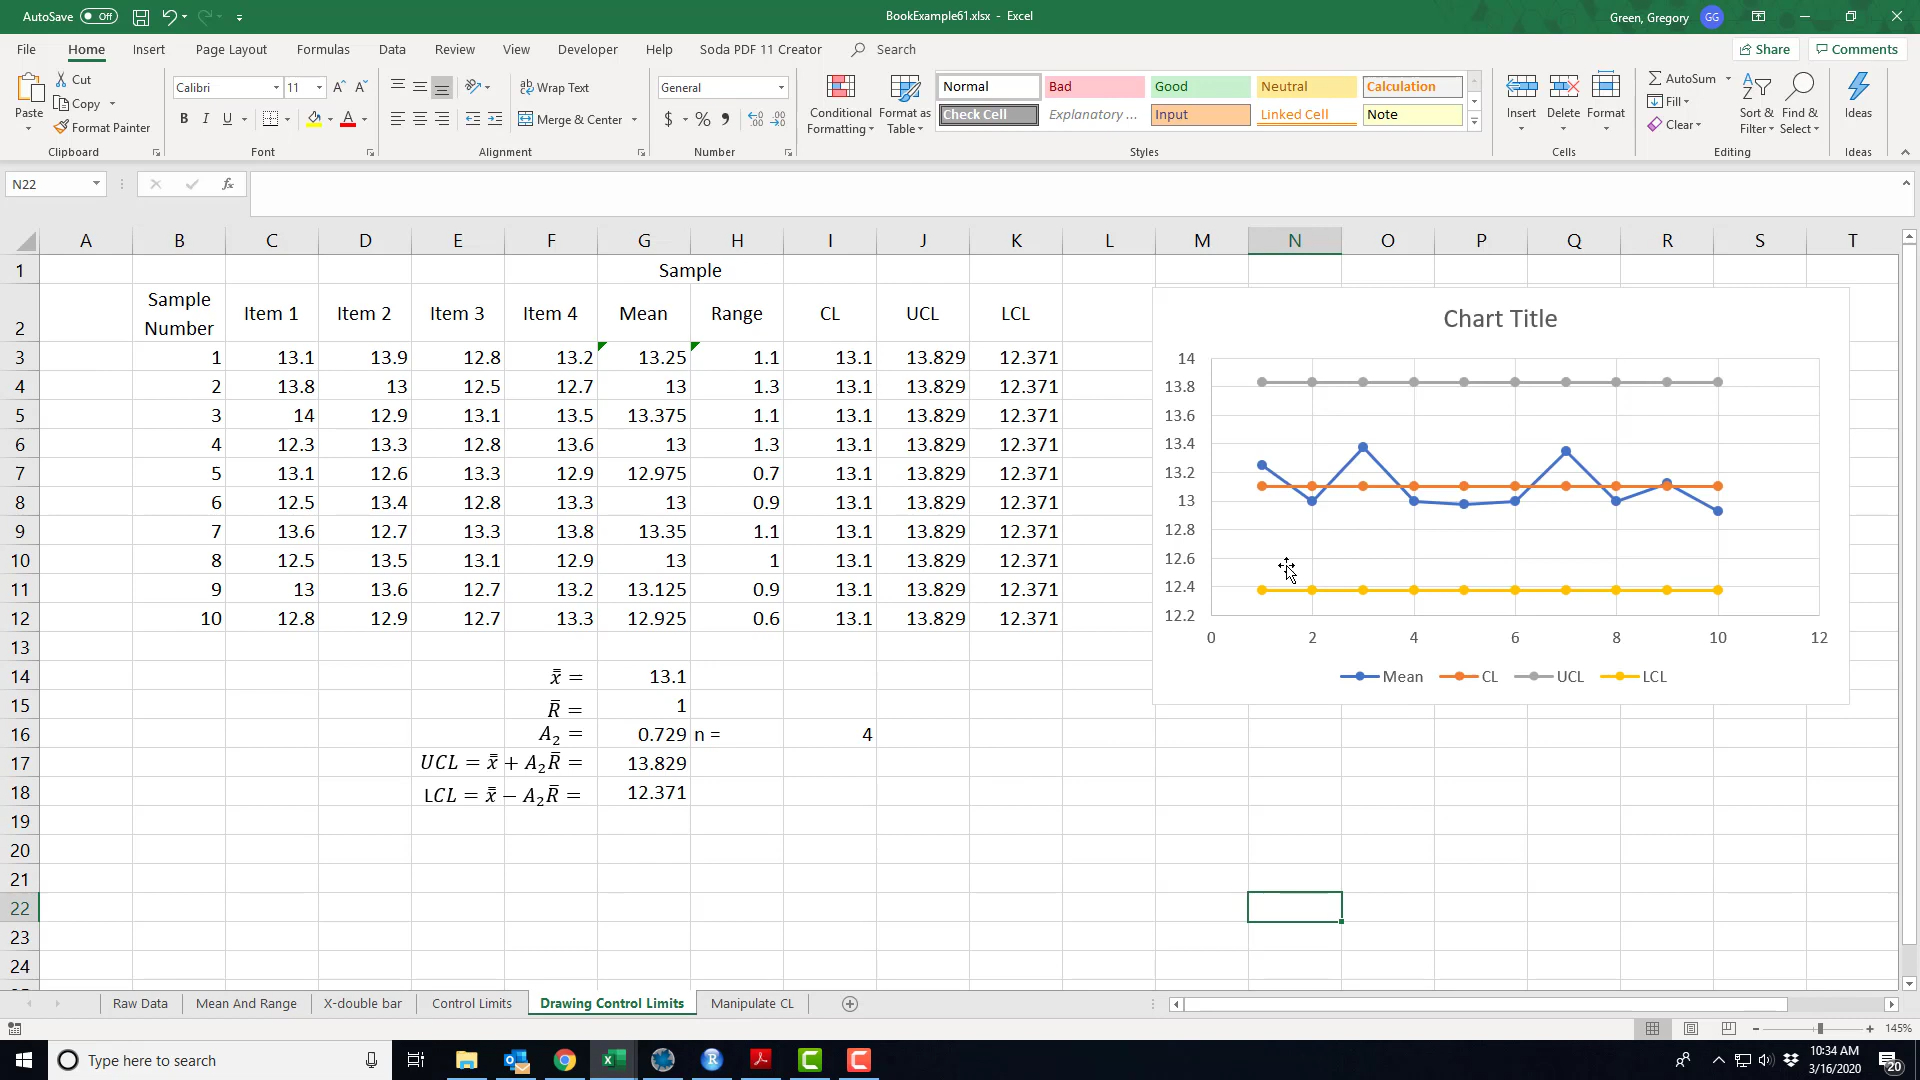 AutoSave Off
BookExample61.xlsx - Excel
Green, Gregory GG
File Home Insert Page Layout Formulas Data Review View Developer Help Soda PDF 11 Creator Search Share Comments
Paste Cut Copy Format Painter
Clipboard
Calibri 11 A A
B I U A
Font
ab Wrap Text
Merge & Center
Alignment
General
$ % ,
Number
Conditional Formatting
Format as Table
Normal Bad Good Neutral Calculation
Check Cell Explanatory ... Input Linked Cell Note
Styles
Insert Delete Format
Cells
AutoSum Fill Clear
Sort & Filter
Find & Select
Editing
Ideas
Ideas
N22 fx
A B C D E F G H I J K L M N O P Q R S T
1 Sample
2 Sample Number Item 1 Item 2 Item 3 Item 4 Mean Range CL UCL LCL
3 1 13.1 13.9 12.8 13.2 13.25 1.1 13.1 13.829 12.371
4 2 13.8 13 12.5 12.7 13 1.3 13.1 13.829 12.371
5 3 14 12.9 13.1 13.5 13.375 1.1 13.1 13.829 12.371
6 4 12.3 13.3 12.8 13.6 13 1.3 13.1 13.829 12.371
7 5 13.1 12.6 13.3 12.9 12.975 0.7 13.1 13.829 12.371
8 6 12.5 13.4 12.8 13.3 13 0.9 13.1 13.829 12.371
9 7 13.6 12.7 13.3 13.8 13.35 1.1 13.1 13.829 12.371
10 8 12.5 13.5 13.1 12.9 13 1 13.1 13.829 12.371
11 9 13 13.6 12.7 13.2 13.125 0.9 13.1 13.829 12.371
12 10 12.8 12.9 12.7 13.3 12.925 0.6 13.1 13.829 12.371
13
14 x̿ = 13.1
15 R̅ = 1
16 A₂ = 0.729 n = 4
17 UCL = x̿ + A₂R̅ = 13.829
18 LCL = x̿ − A₂R̅ = 12.371
19
20
21
22
23
24
Chart Title
14
13.8
13.6
13.4
13.2
13
12.8
12.6
12.4
12.2
0 2 4 6 8 10 12
Mean CL UCL LCL
Raw Data Mean And Range X-double bar Control Limits Drawing Control Limits Manipulate CL
145%
Type here to search
10:34 AM
3/16/2020
20